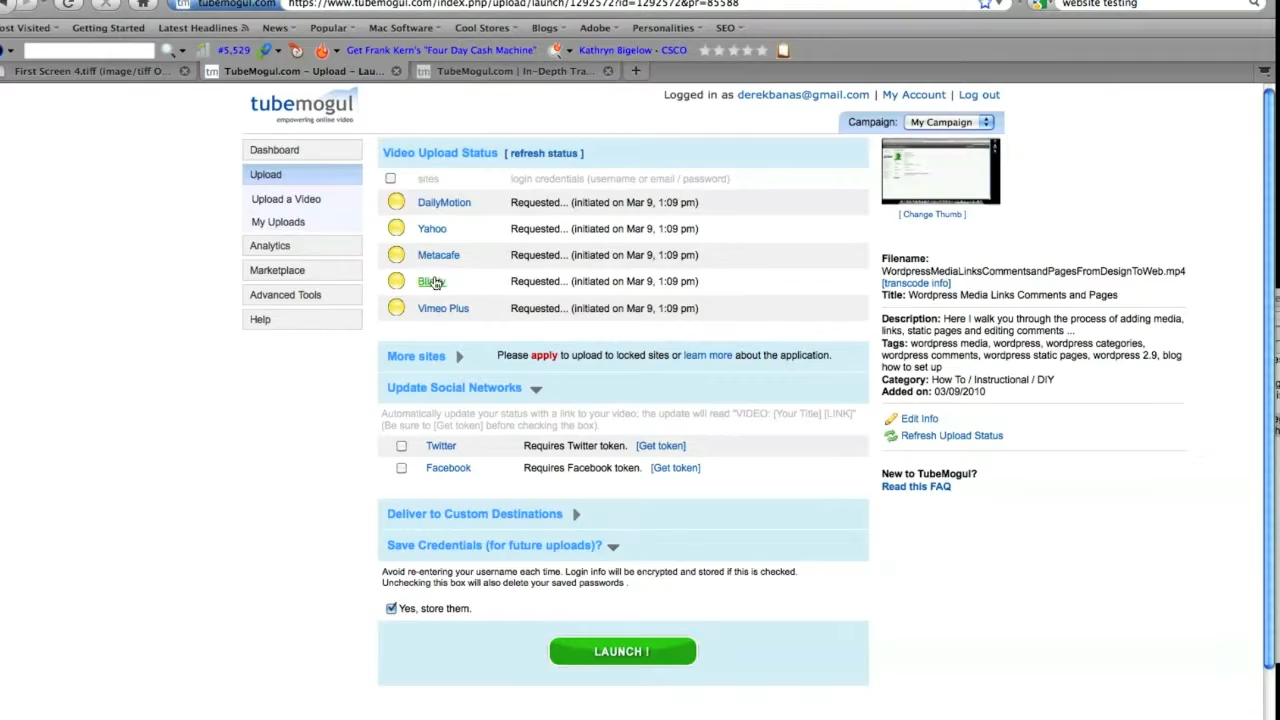 tubemogul.com
https://www.tubemogul.com/index.php/upload/launch/1292572?id=1292572&pr=85588
website testing
ost Visited
Getting Started
Latest Headlines
News
Popular
Mac Software
Cool Stores
Blogs
Adobe
Personalities
SEO
#5,529
Get Frank Kern's "Four Day Cash Machine"
Kathryn Bigelow - CSCO
First Screen 4.tiff (image/tiff O...
tm TubeMogul.com - Upload - Lau...
tm TubeMogul.com | In-Depth Tra...
tubemogul
empowering online video
Logged in as derekbanas@gmail.com | My Account | Log out
Campaign: My Campaign
Dashboard
Upload
Upload a Video
My Uploads
Analytics
Marketplace
Advanced Tools
Help
Video Upload Status [ refresh status ]
sites login credentials (username or email / password)
DailyMotion Requested... (initiated on Mar 9, 1:09 pm)
Yahoo Requested... (initiated on Mar 9, 1:09 pm)
Metacafe Requested... (initiated on Mar 9, 1:09 pm)
Requested... (initiated on Mar 9, 1:09 pm)
Vimeo Plus Requested... (initiated on Mar 9, 1:09 pm)
More sites Please apply to upload to locked sites or learn more about the application.
Update Social Networks
Automatically update your status with a link to your video; the update will read "VIDEO: [Your Title] [LINK]"
(Be sure to [Get token] before checking the box).
Twitter Requires Twitter token. [Get token]
Facebook Requires Facebook token. [Get token]
Deliver to Custom Destinations
Save Credentials (for future uploads)?
Avoid re-entering your username each time. Login info will be encrypted and stored if this is checked.
Unchecking this box will also delete your saved passwords .
Yes, store them.
LAUNCH !
[ Change Thumb ]
Filename:
WordpressMediaLinksCommentsandPagesFromDesignToWeb.mp4
[transcode info]
Title: Wordpress Media Links Comments and Pages
Description: Here I walk you through the process of adding media,
links, static pages and editing comments ...
Tags: wordpress media, wordpress, wordpress categories,
wordpress comments, wordpress static pages, wordpress 2.9, blog
how to set up
Category: How To / Instructional / DIY
Added on: 03/09/2010
Edit Info
Refresh Upload Status
New to TubeMogul?
Read this FAQ